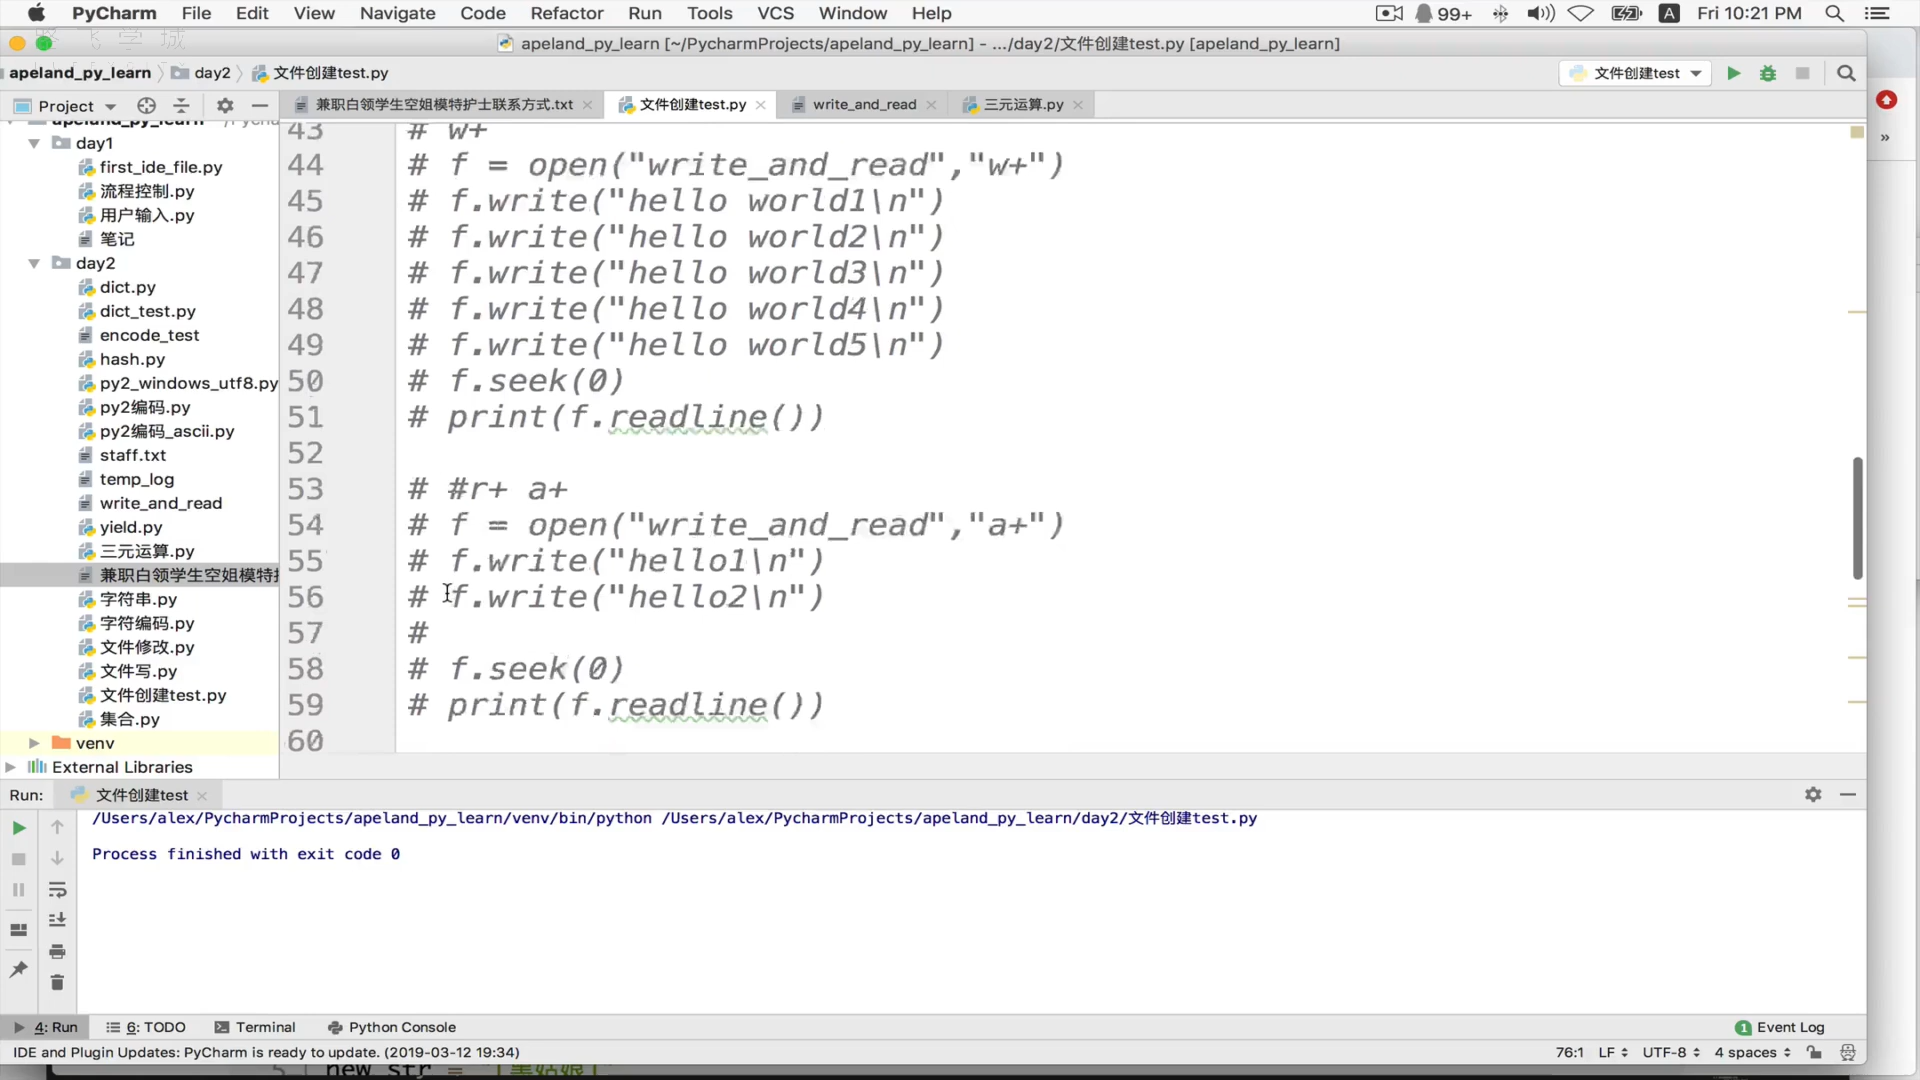 PyCharm File Edit View Navigate Code Refactor Run Tools VCS Window Help 99+ A Fri 10:21 PM
apeland_py_learn [~/PycharmProjects/apeland_py_learn] - .../day2/文件创建test.py [apeland_py_learn]
apeland_py_learn day2 文件创建test.py 文件创建test
Project 兼职白领学生空姐模特护士联系方式.txt 文件创建test.py write_and_read 三元运算.py
apeland_py_learn
day1
first_ide_file.py
流程控制.py
用户输入.py
笔记
day2
dict.py
dict_test.py
encode_test
hash.py
py2_windows_utf8.py
py2编码.py
py2编码_ascii.py
staff.txt
temp_log
write_and_read
yield.py
三元运算.py
兼职白领学生空姐模特
字符串.py
字符编码.py
文件修改.py
文件写.py
文件创建test.py
集合.py
venv
External Libraries
43 # w+
44 # f = open("write_and_read","w+")
45 # f.write("hello world1\n")
46 # f.write("hello world2\n")
47 # f.write("hello world3\n")
48 # f.write("hello world4\n")
49 # f.write("hello world5\n")
50 # f.seek(0)
51 # print(f.readline())
52
53 # #r+ a+
54 # f = open("write_and_read","a+")
55 # f.write("hello1\n")
56 # f.write("hello2\n")
57 #
58 # f.seek(0)
59 # print(f.readline())
60
Run: 文件创建test
/Users/alex/PycharmProjects/apeland_py_learn/venv/bin/python /Users/alex/PycharmProjects/apeland_py_learn/day2/文件创建test.py
Process finished with exit code 0
4: Run 6: TODO Terminal Python Console 1 Event Log
IDE and Plugin Updates: PyCharm is ready to update. (2019-03-12 19:34) 76:1 LF UTF-8 4 spaces